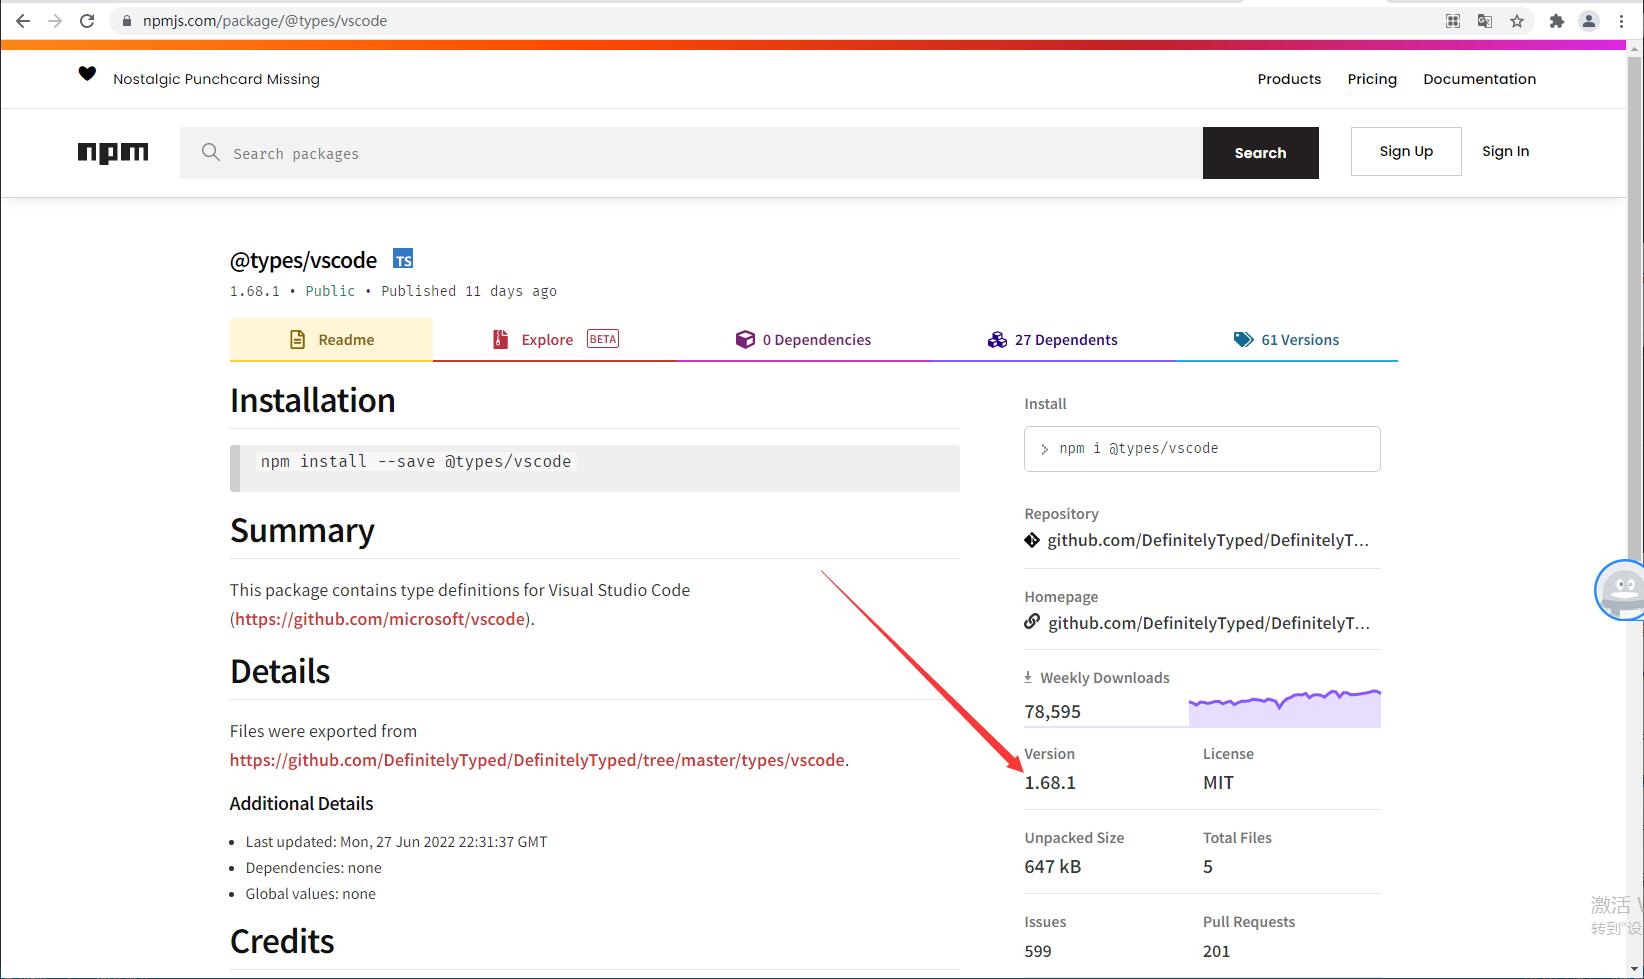 npmjs.com/package/@types/vscode
Nostalgic Punchcard Missing
Products
Pricing
Documentation
npm
Search packages
Search
Sign Up
Sign In
@types/vscode
TS
1.68.1 • Public • Published 11 days ago
Readme
Explore BETA
0 Dependencies
27 Dependents
61 Versions
Installation
npm install --save @types/vscode
Summary
This package contains type definitions for Visual Studio Code
(https://github.com/microsoft/vscode).
Details
Files were exported from
https://github.com/DefinitelyTyped/DefinitelyTyped/tree/master/types/vscode.
Additional Details
• Last updated: Mon, 27 Jun 2022 22:31:37 GMT
• Dependencies: none
• Global values: none
Credits
Install
> npm i @types/vscode
Repository
github.com/DefinitelyTyped/DefinitelyT...
Homepage
github.com/DefinitelyTyped/DefinitelyT...
Weekly Downloads
78,595
Version
1.68.1
License
MIT
Unpacked Size
647 kB
Total Files
5
Issues
599
Pull Requests
201
激活
转到"设